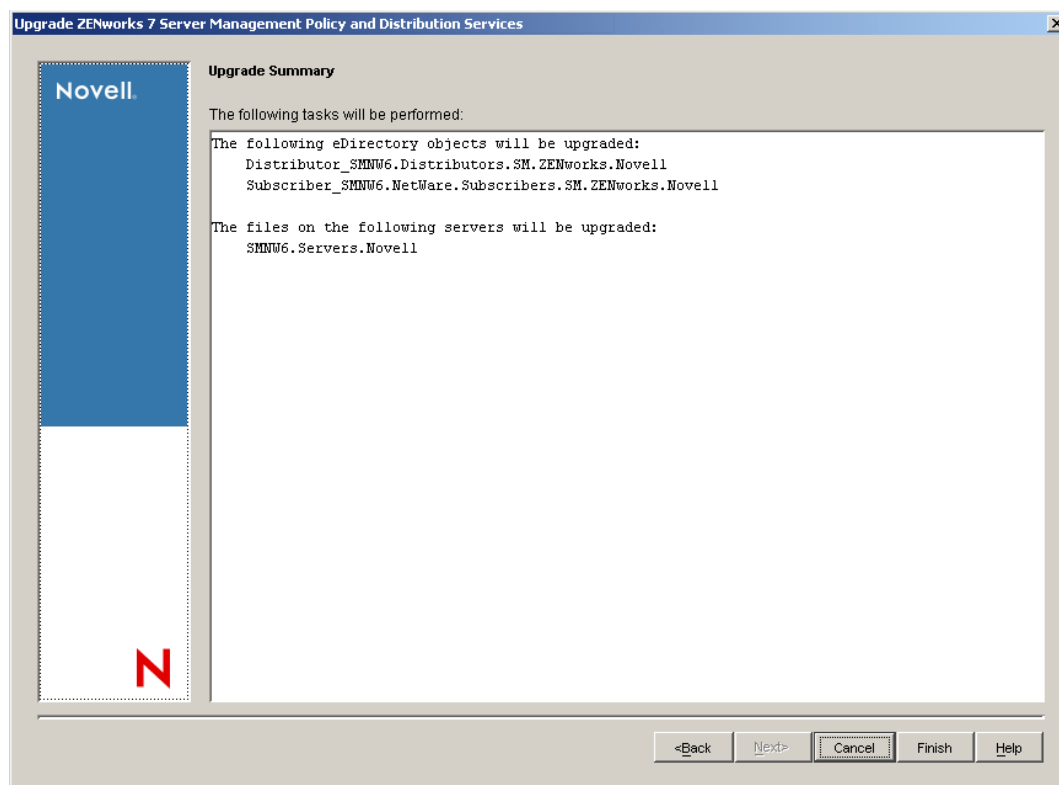 Upgrade ZENworks 7 Server Management Policy and Distribution Services
Novell.
Upgrade Summary
The following tasks will be performed:
The following eDirectory objects will be upgraded:
Distributor_SMNW6.Distributors.SM.ZENworks.Novell
Subscriber_SMNW6.NetWare.Subscribers.SM.ZENworks.Novell
The files on the following servers will be upgraded:
SMNW6.Servers.Novell
N
<Back Next> Cancel Finish Help